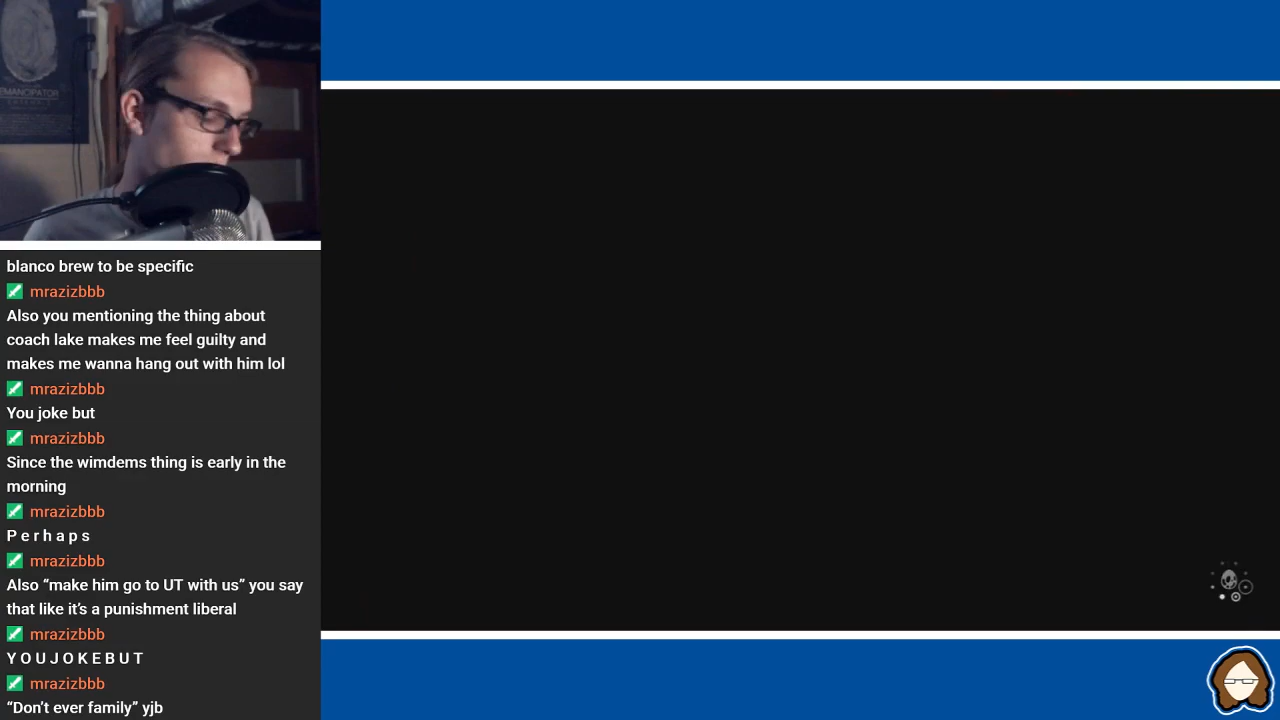 EMANCIPATOR
blanco brew to be specific
mrazizbbb
Also you mentioning the thing about
coach lake makes me feel guilty and
makes me wanna hang out with him lol
mrazizbbb
You joke but
mrazizbbb
Since the wimdems thing is early in the
morning
mrazizbbb
P e r h a p s
mrazizbbb
Also “make him go to UT with us” you say
that like it’s a punishment liberal
mrazizbbb
Y O U J O K E B U T
mrazizbbb
“Don’t ever family” yjb